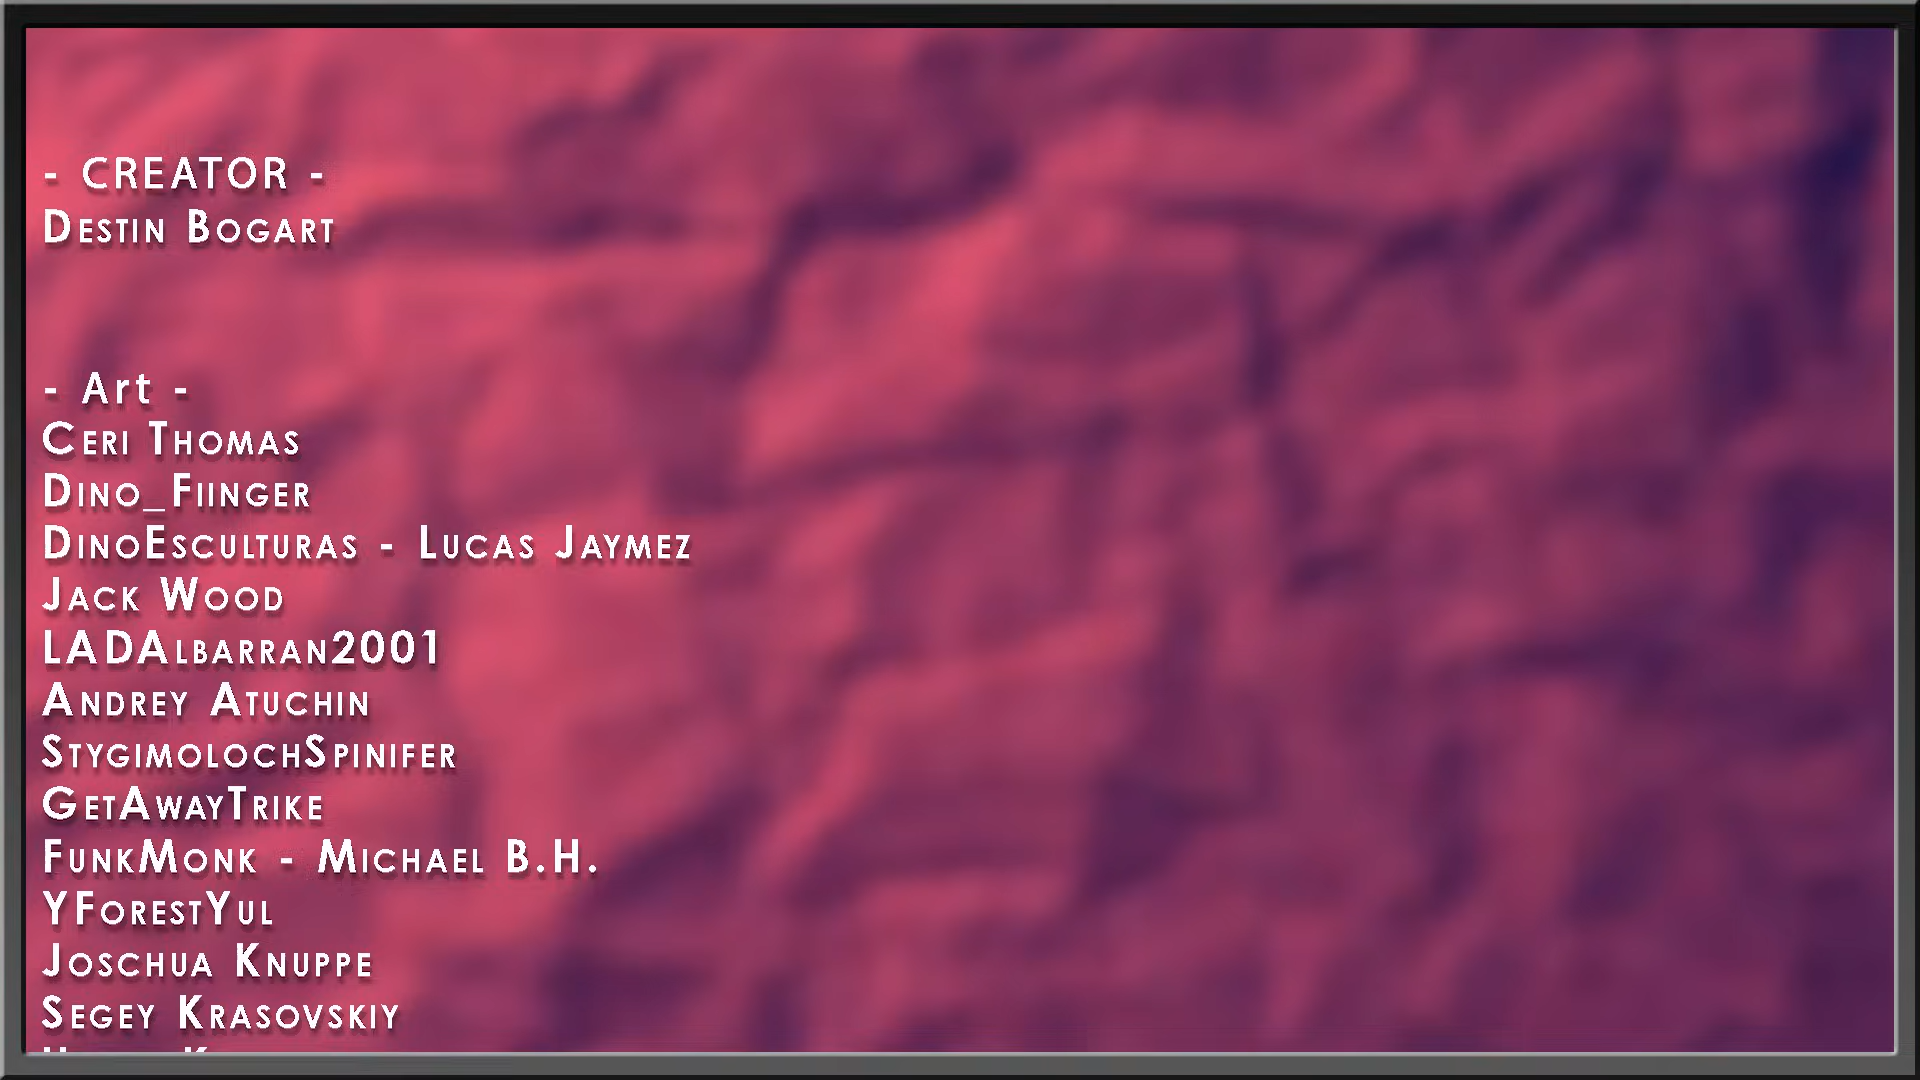 - CREATOR -
Destin Bogart
- Art -
Ceri Thomas
Dino_Fiinger
DinoEsculturas - Lucas Jaymez
Jack Wood
LADAlbarran2001
Andrey Atuchin
StygimolochSpinifer
GetAwayTrike
FunkMonk - Michael B.H.
YForestYul
Joschua Knuppe
Segey Krasovskiy